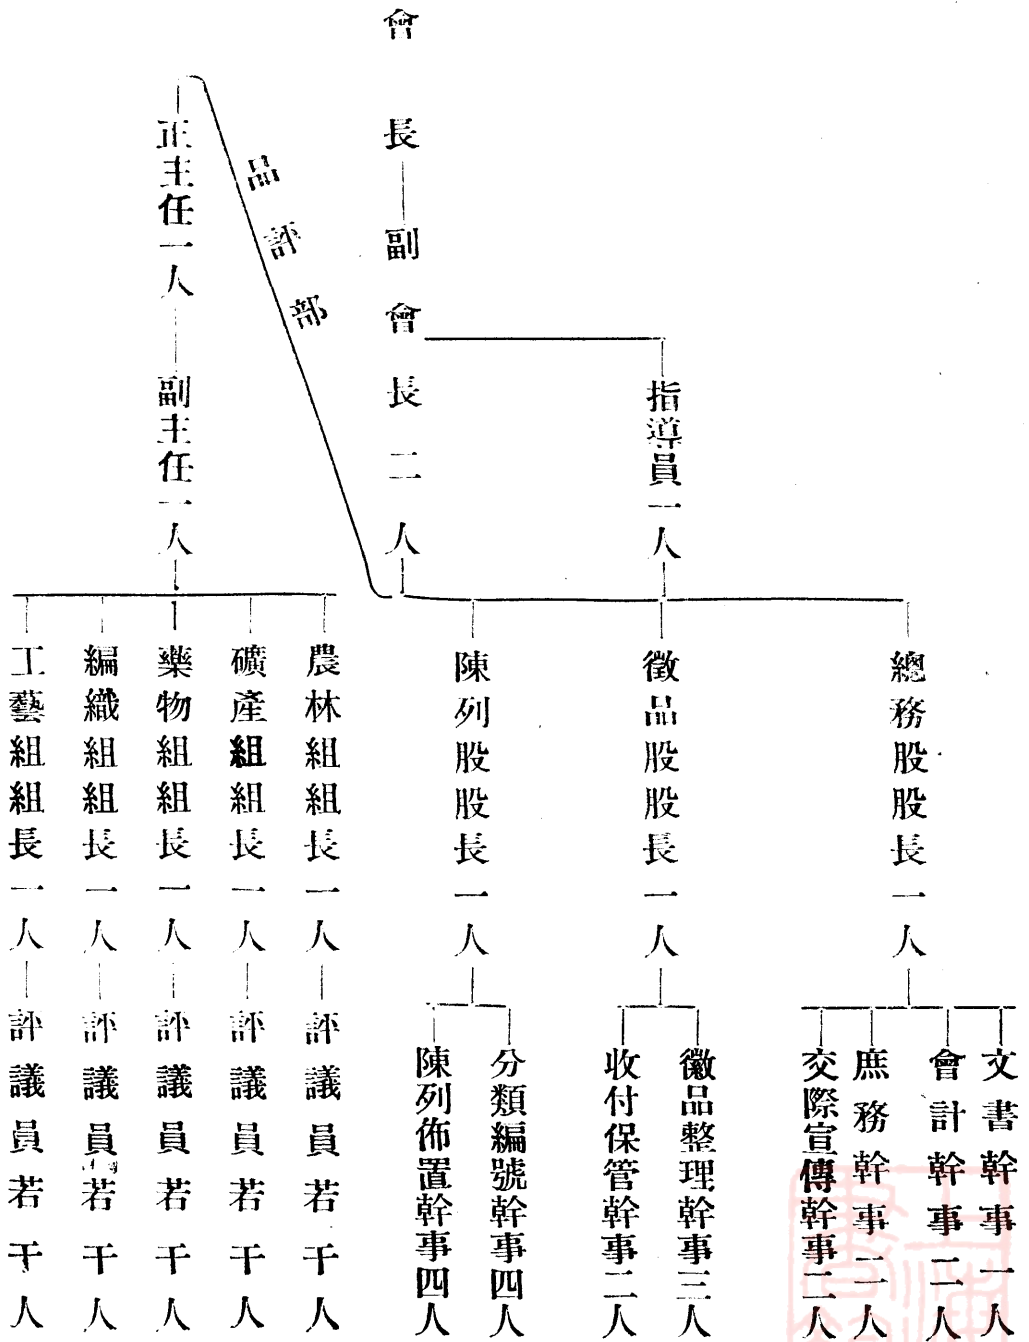 會長
副會長二人
指導員一人
總務股股長一人
文書幹事一人
會計幹事二人
庶務幹事二人
交際宣傳幹事二人
徵品股股長一人
徽品整理幹事三人
收付保管幹事二人
陳列股股長一人
分類編號幹事四人
陳列佈置幹事四人
品評部
正主任一人
副主任一人
農林組組長一人
評議員若干人
礦產組組長一人
評議員若干人
藥物組組長一人
評議員若干人
編織組組長一人
評議員若干人
工藝組組長一人
評議員若干人